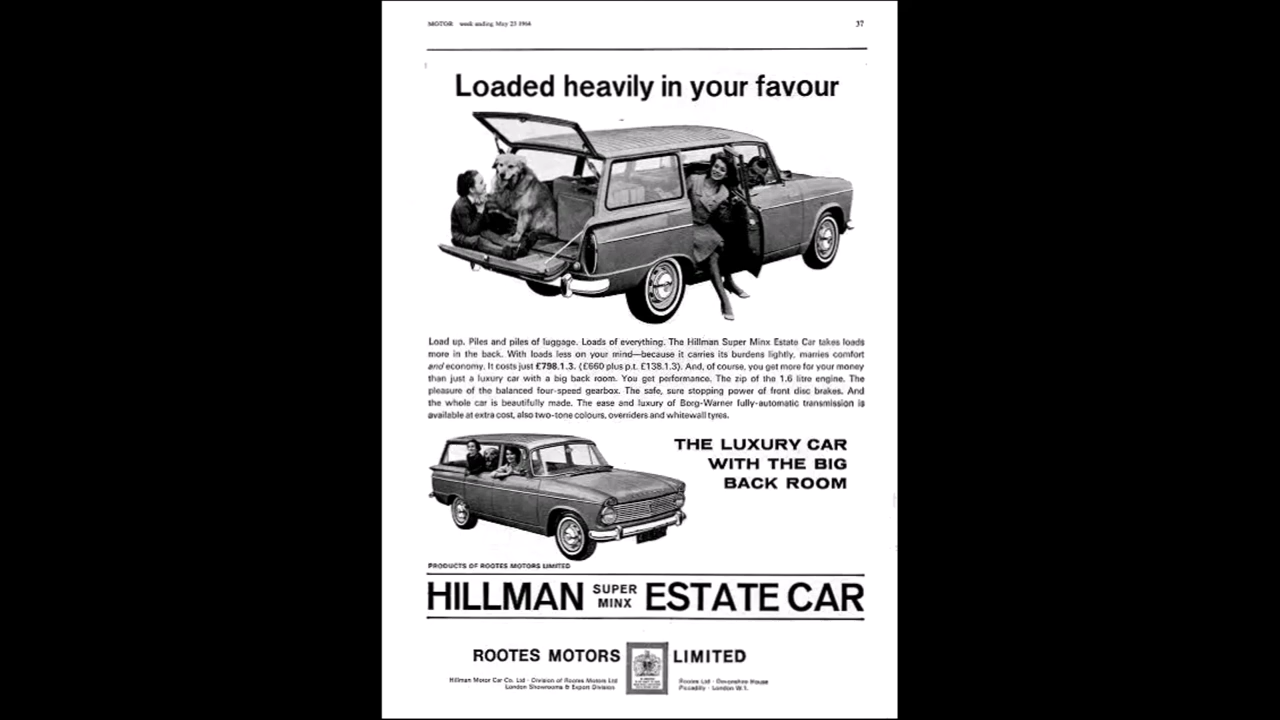 MOTOR week ending May 23 1964
37
Loaded heavily in your favour
Load up. Piles and piles of luggage. Loads of everything. The Hillman Super Minx Estate Car takes loads
more in the back. With loads less on your mind—because it carries its burdens lightly, marries comfort
and economy. It costs just £798.1.3. (£660 plus p.t. £138.1.3). And, of course, you get more for your money
than just a luxury car with a big back room. You get performance. The zip of the 1.6 litre engine. The
pleasure of the balanced four-speed gearbox. The safe, sure stopping power of front disc brakes. And
the whole car is beautifully made. The ease and luxury of Borg-Warner fully-automatic transmission is
available at extra cost, also two-tone colours, overriders and whitewall tyres.
THE LUXURY CAR
WITH THE BIG
BACK ROOM
PRODUCTS OF ROOTES MOTORS LIMITED
HILLMAN SUPER MINX ESTATE CAR
ROOTES MOTORS LIMITED
Hillman Motor Car Co. Ltd · Division of Rootes Motors Ltd
London Showrooms & Export Division
Rootes Ltd · Devonshire House
Piccadilly · London W.1.